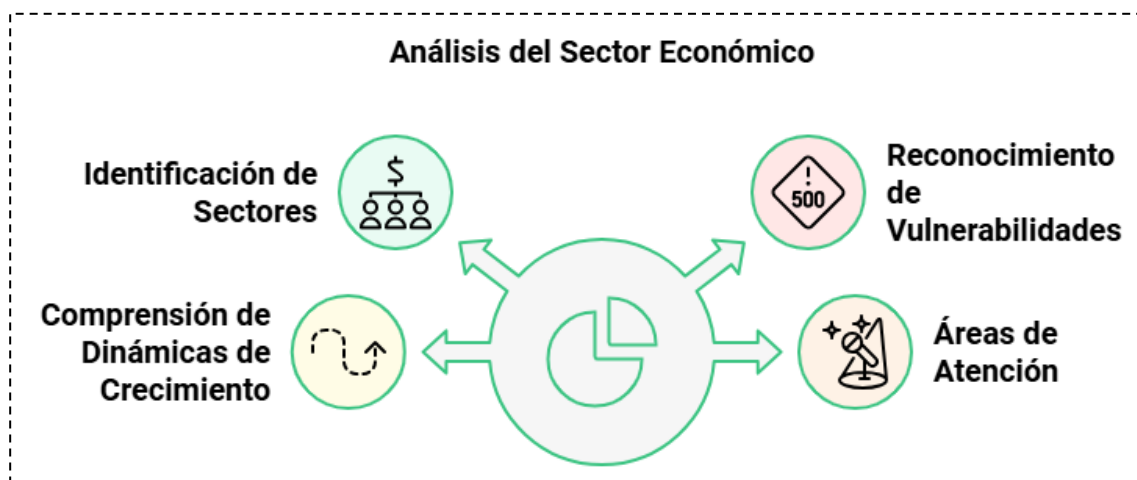 Análisis del Sector Económico
Identificación de
Sectores
Reconocimiento
de
Vulnerabilidades
500
Comprensión de
Dinámicas de
Crecimiento
Áreas de
Atención